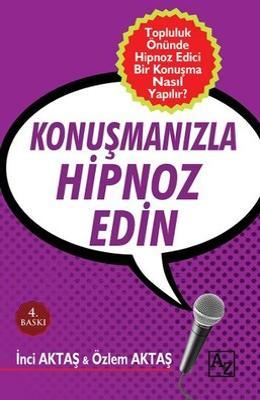 Topluluk
Önünde
Hipnoz Edici
Bir Konuşma
Nasıl
Yapılır?
KONUŞMANIZLA
HİPNOZ
EDİN
4.
BASKI
İnci AKTAŞ & Özlem AKTAŞ
AZ